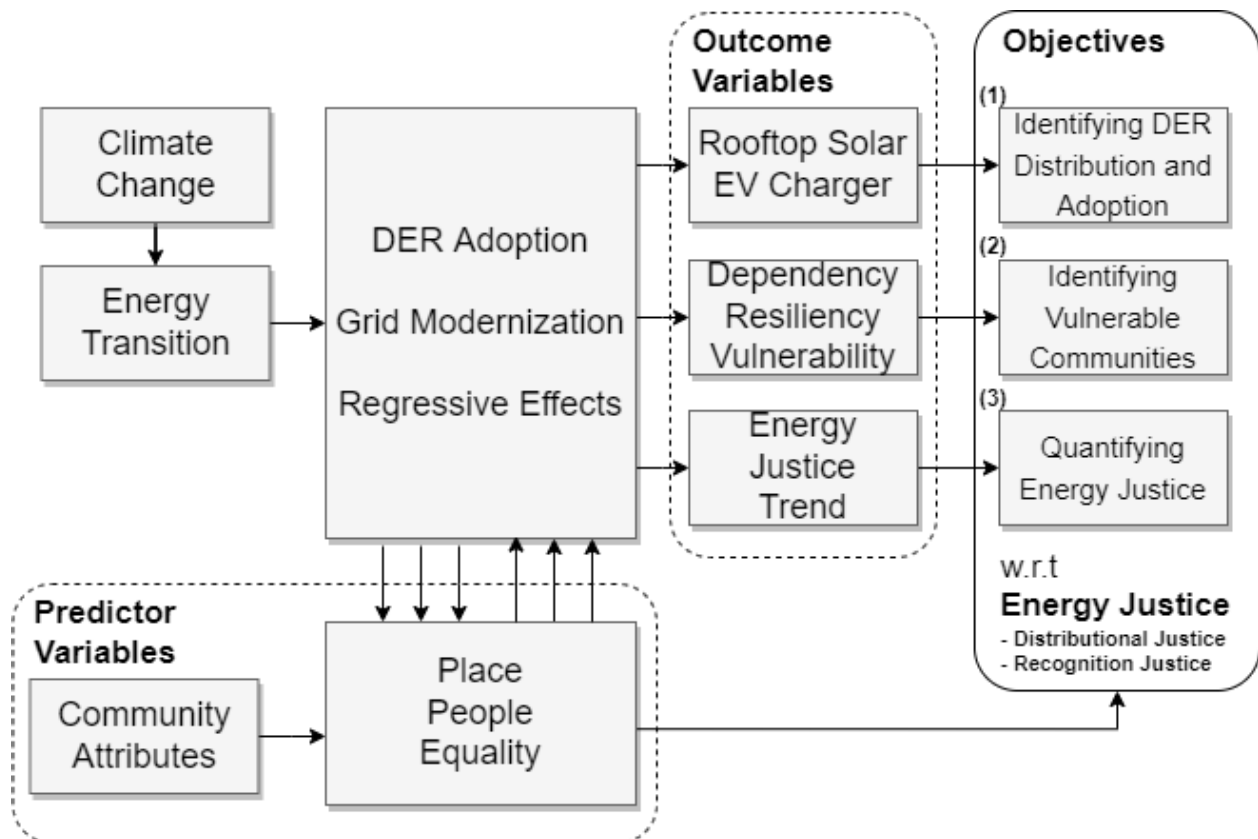 Climate
Change
Energy
Transition
DER Adoption
Grid Modernization
Regressive Effects
Outcome
Variables
Rooftop Solar
EV Charger
Dependency
Resiliency
Vulnerability
Energy
Justice
Trend
Objectives
(1)
Identifying DER
Distribution and
Adoption
(2)
Identifying
Vulnerable
Communities
(3)
Quantifying
Energy Justice
w.r.t
Energy Justice
- Distributional Justice
- Recognition Justice
Predictor
Variables
Community
Attributes
Place
People
Equality